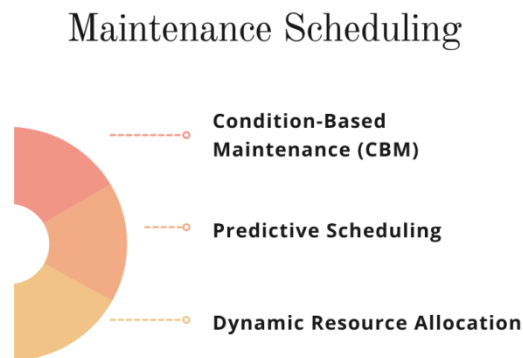 Maintenance Scheduling
Condition-Based
Maintenance (CBM)
Predictive Scheduling
Dynamic Resource Allocation